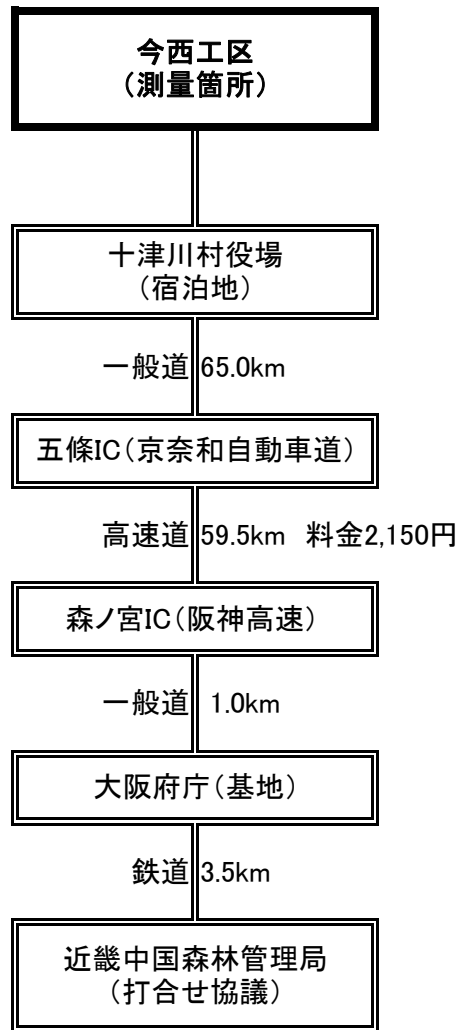 今西工区
（測量箇所）
十津川村役場
（宿泊地）
一般道 65.0km
五條IC（京奈和自動車道）
高速道 59.5km 料金2,150円
森ノ宮IC（阪神高速）
一般道 1.0km
大阪府庁（基地）
鉄道 3.5km
近畿中国森林管理局
（打合せ協議）